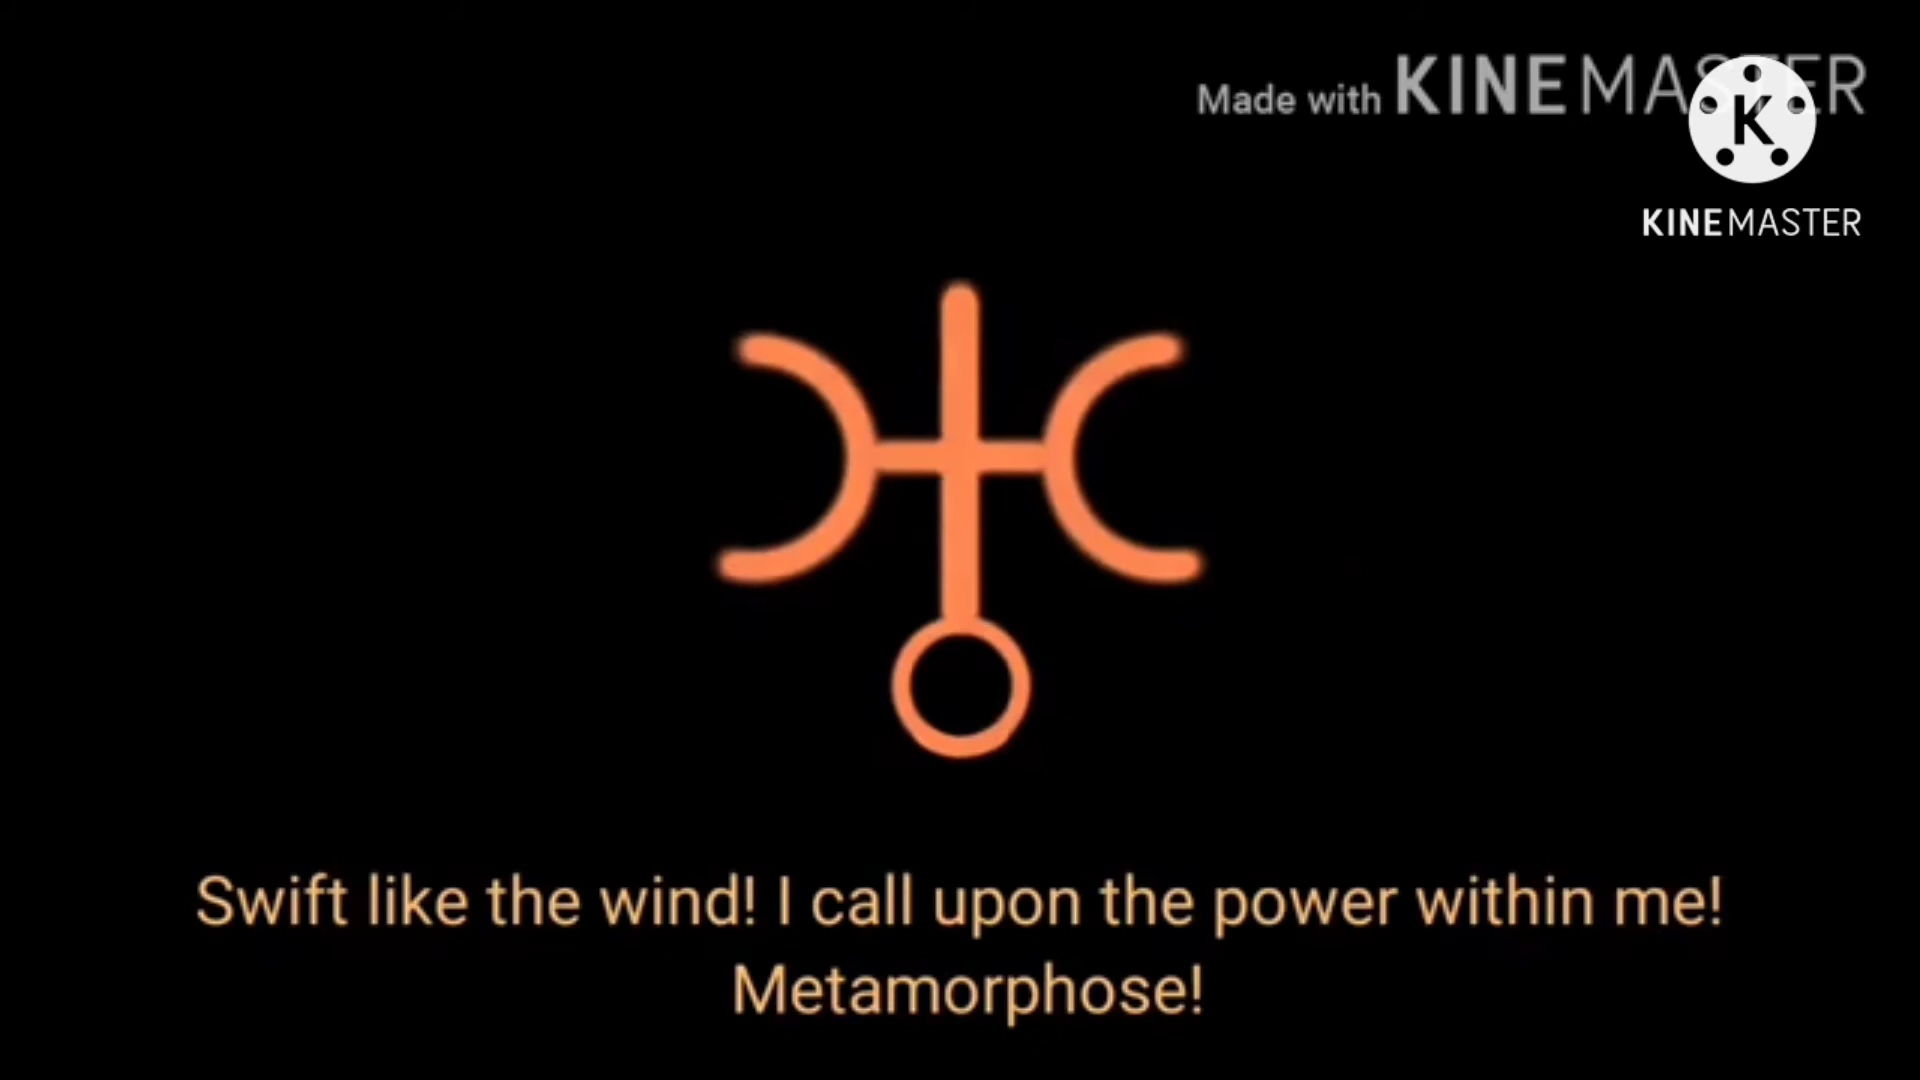 Made with KINEMASTER
K
KINEMASTER
Swift like the wind! I call upon the power within me!
Metamorphose!